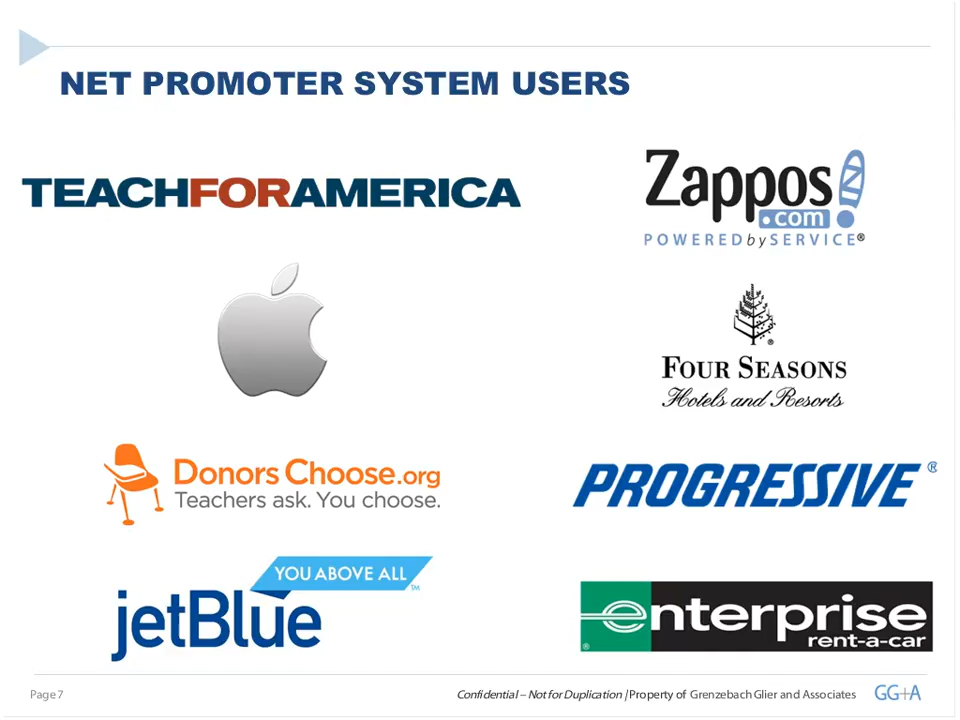 NET PROMOTER SYSTEM USERS
TEACHFORAMERICA
Zappos!
.com
POWEREDbySERVICE®
®
FOUR SEASONS
Hotels and Resorts
DonorsChoose.org
Teachers ask. You choose.
PROGRESSIVE®
YOU ABOVE ALL™
jetBlue
enterprise
® rent-a-car
Page 7
Confidential – Not for Duplication | Property of Grenzebach Glier and Associates
GG+A